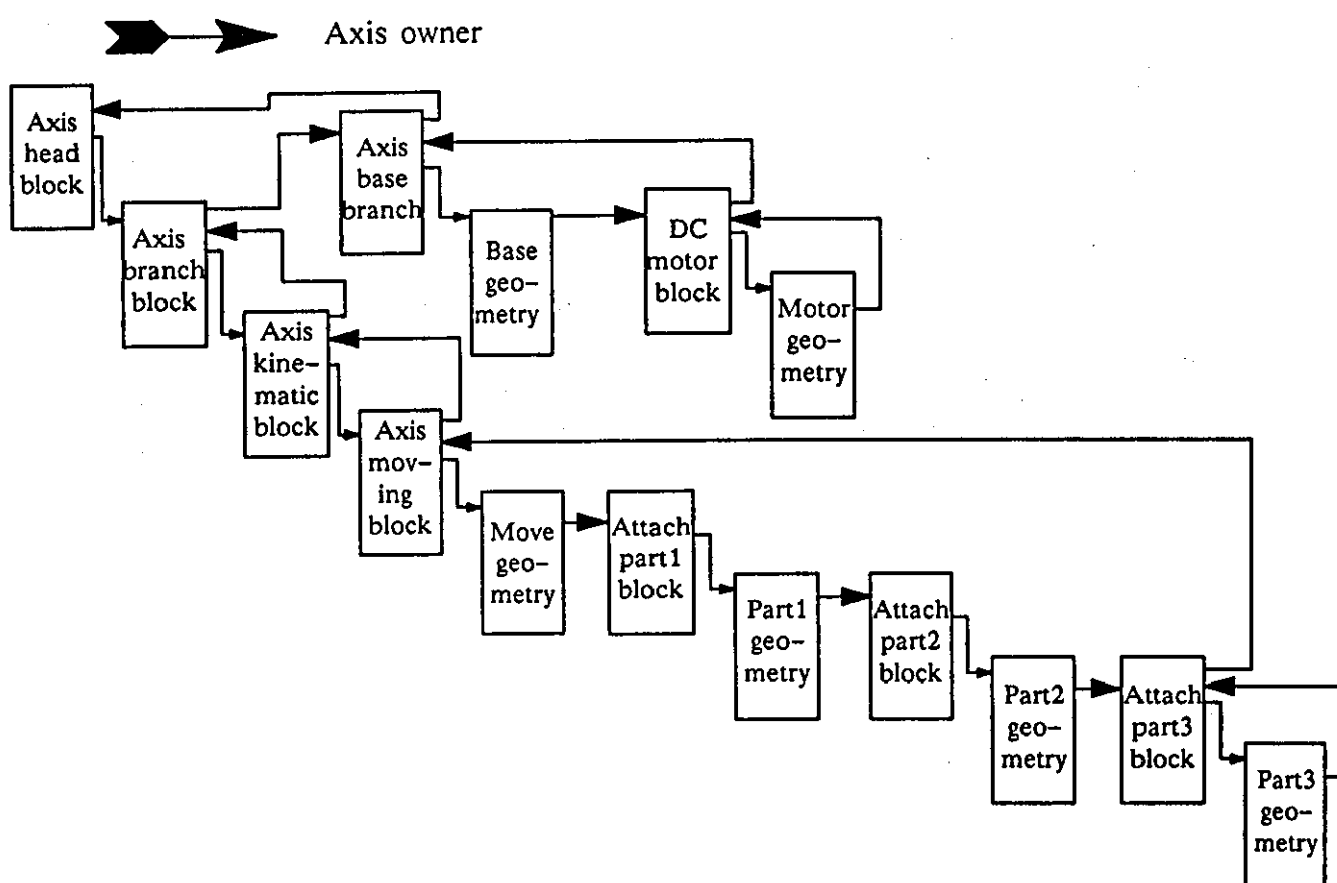 Axis owner
Axis
head
block
Axis
branch
block
Axis
base
branch
Base
geo-
metry
DC
motor
block
Motor
geo-
metry
Axis
kine-
matic
block
Axis
mov-
ing
block
Move
geo-
metry
Attach
part1
block
Part1
geo-
metry
Attach
part2
block
Part2
geo-
metry
Attach
part3
block
Part3
geo-
metry